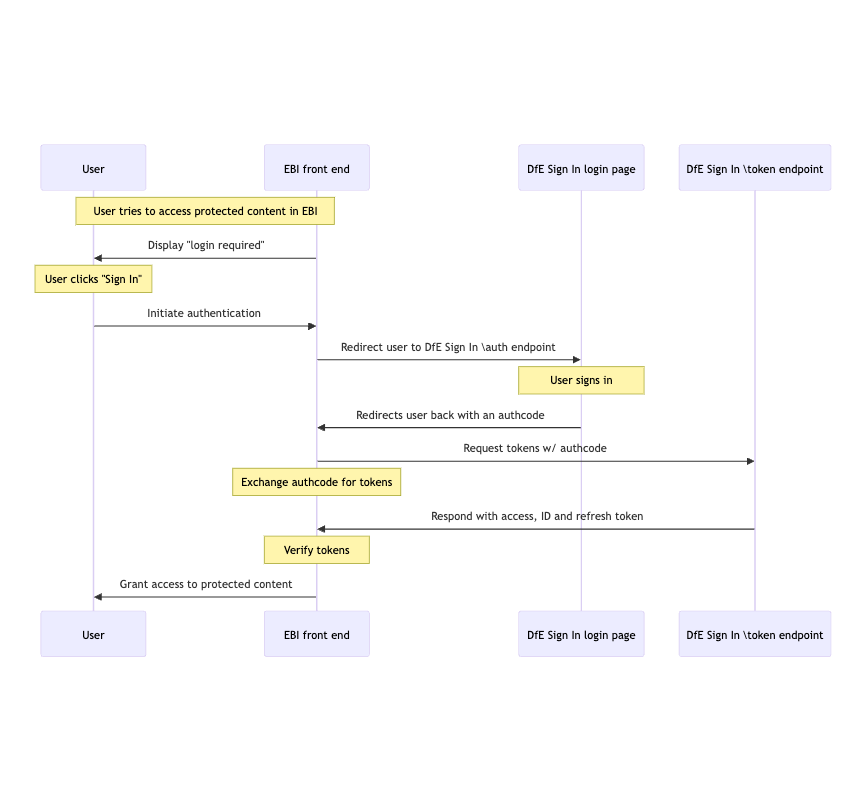 User
EBI front end
DfE Sign In login page
DfE Sign In \token endpoint
User tries to access protected content in EBI
Display "login required"
User clicks "Sign In"
Initiate authentication
Redirect user to DfE Sign In \auth endpoint
User signs in
Redirects user back with an authcode
Request tokens w/ authcode
Exchange authcode for tokens
Respond with access, ID and refresh token
Verify tokens
Grant access to protected content
User
EBI front end
DfE Sign In login page
DfE Sign In \token endpoint